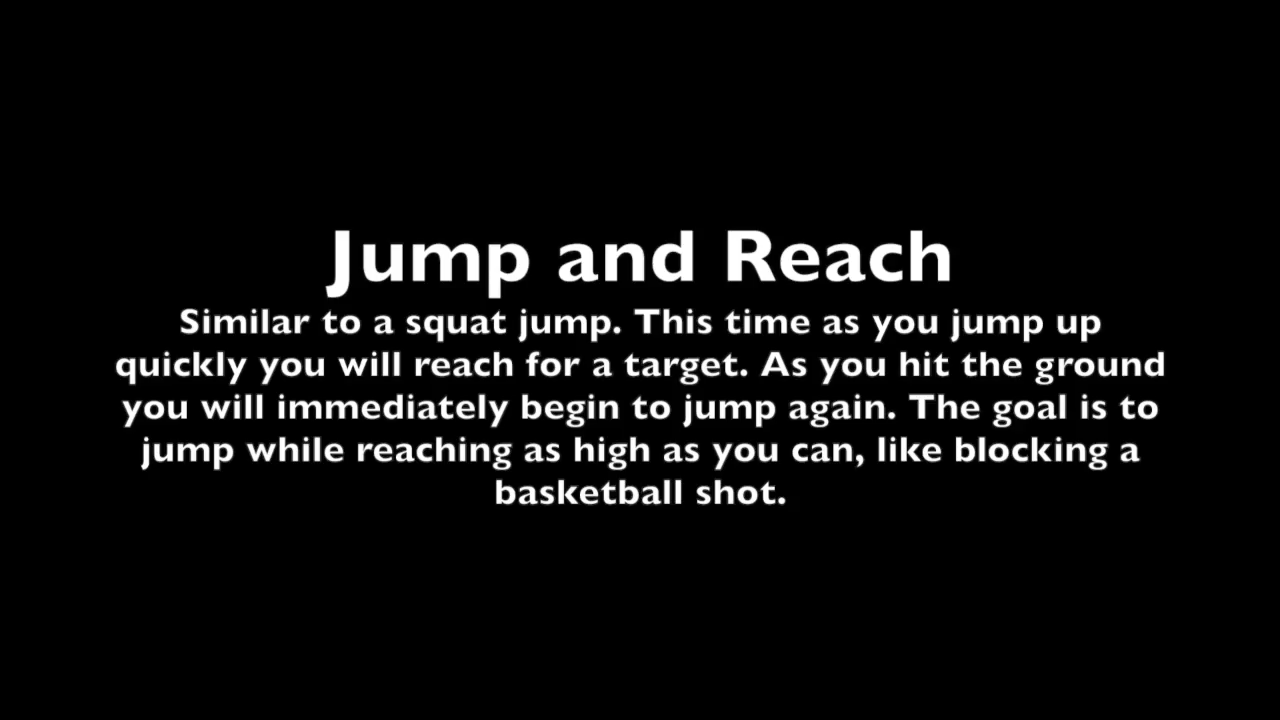 Jump and Reach
Similar to a squat jump. This time as you jump up
quickly you will reach for a target. As you hit the ground
you will immediately begin to jump again. The goal is to
jump while reaching as high as you can, like blocking a
basketball shot.